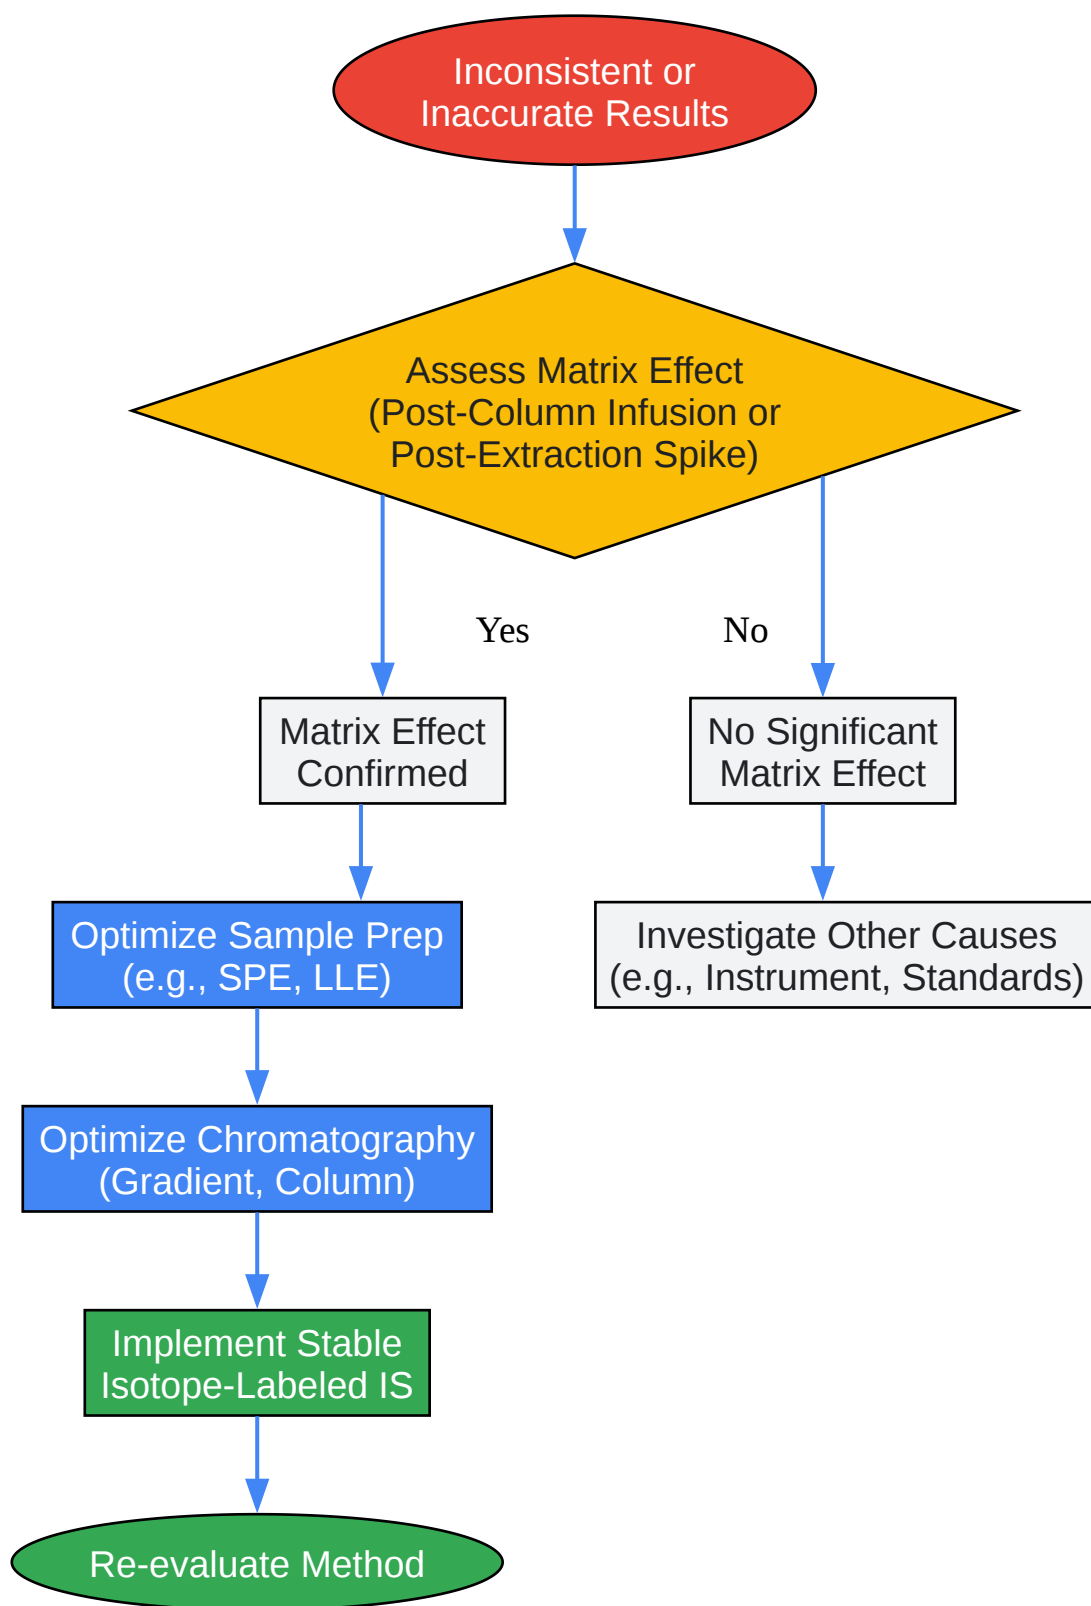 Inconsistent or
Inaccurate Results
Assess Matrix Effect
(Post-Column Infusion or
Post-Extraction Spike)
Yes
No
Matrix Effect
Confirmed
No Significant
Matrix Effect
Optimize Sample Prep
(e.g., SPE, LLE)
Investigate Other Causes
(e.g., Instrument, Standards)
Optimize Chromatography
(Gradient, Column)
Implement Stable
Isotope-Labeled IS
Re-evaluate Method